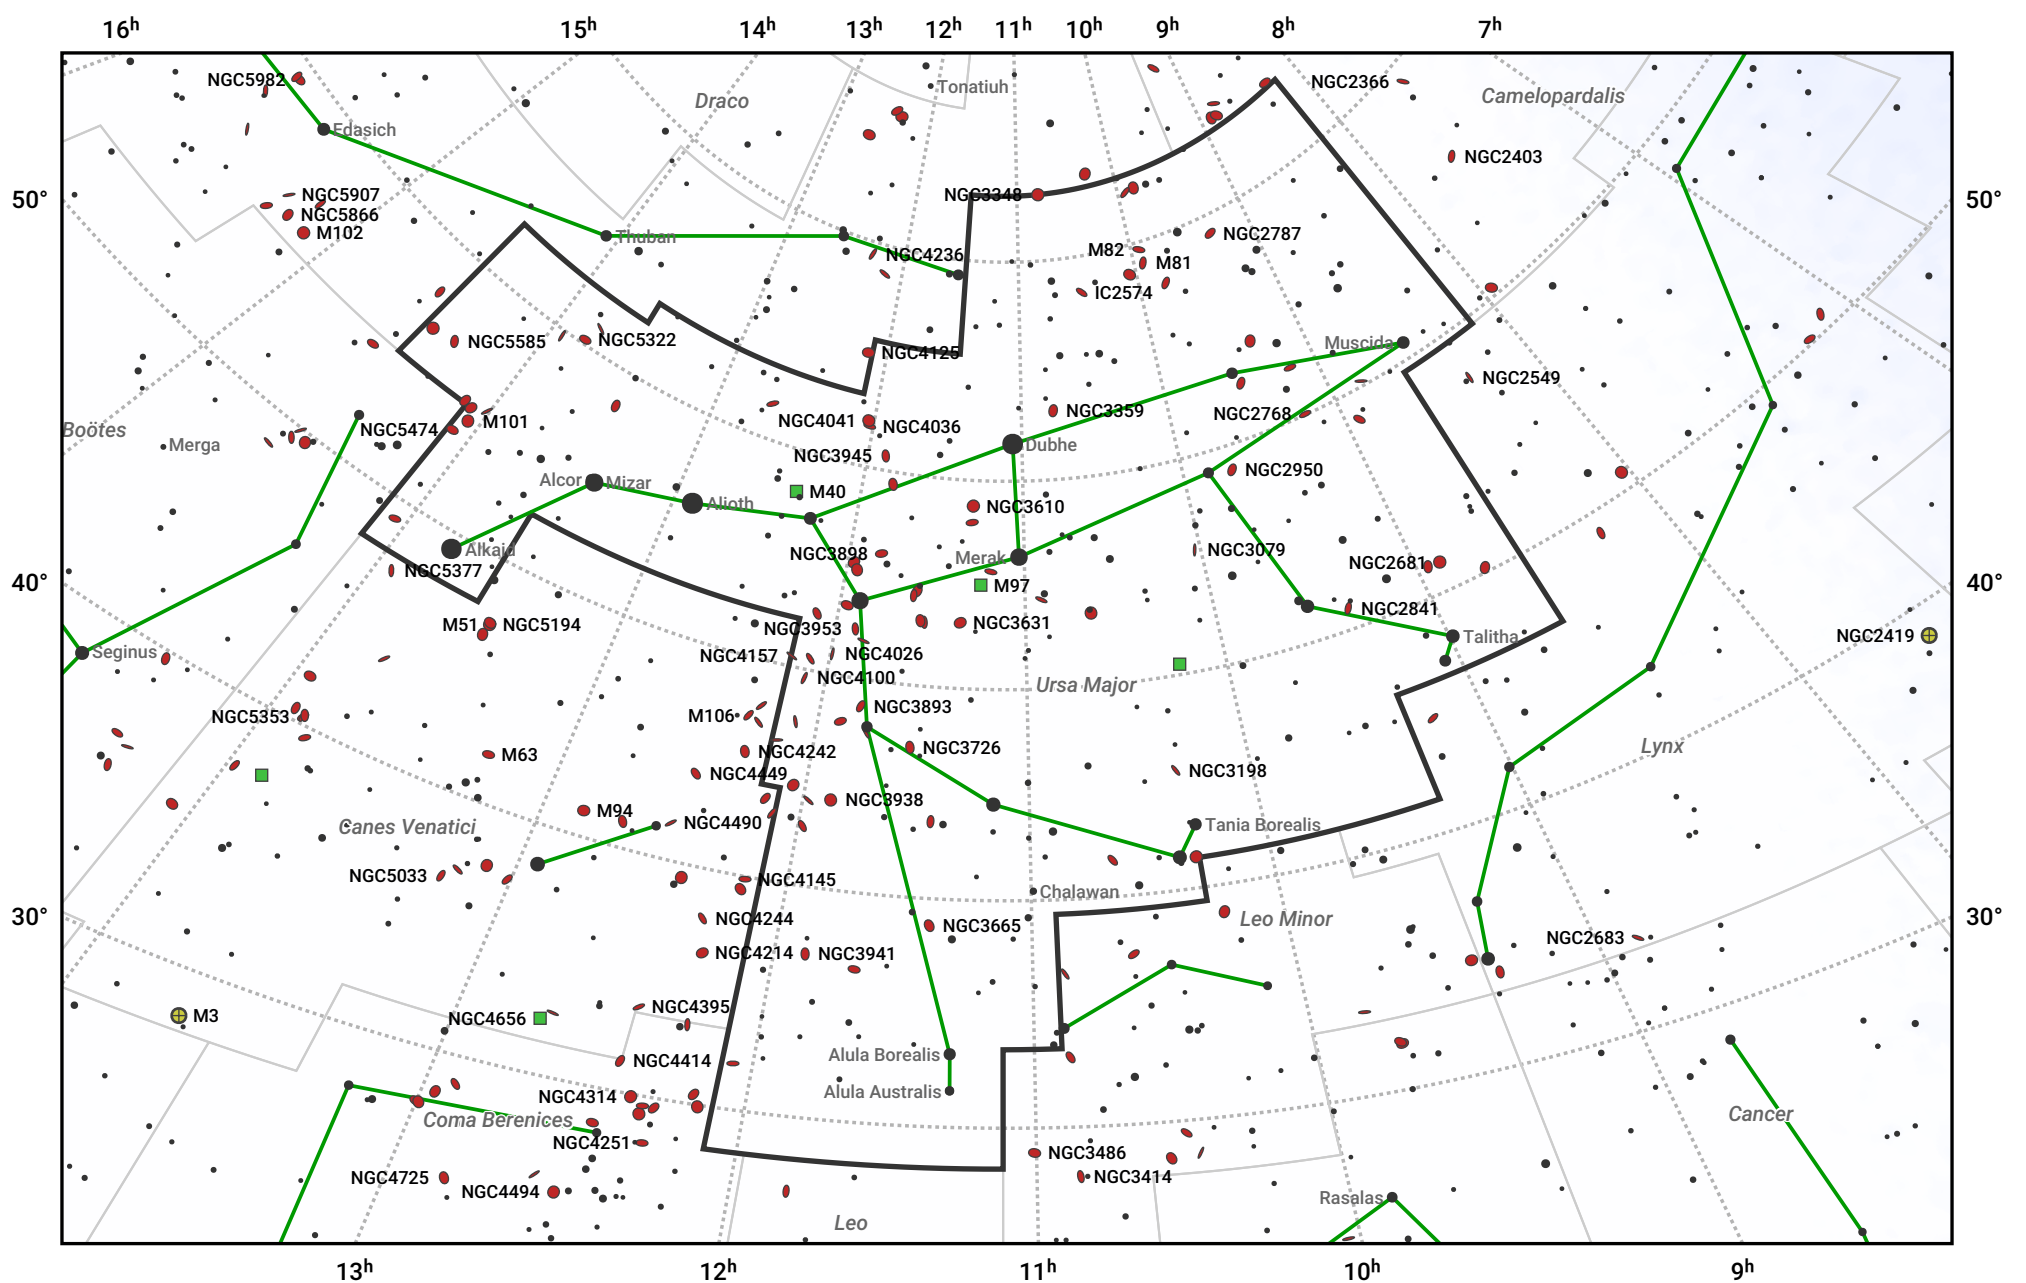 16h 15h 14h 13h 12h 11h 10h 9h 8h 7h
NGC5982
Tonatiuh
NGC2366
Draco
Camelopardalis
Edasich
NGC2403
50°
NGC5907
NGC3348
50°
NGC5866
M102
Thuban
NGC2787
NGC4236
M82
M81
IC2574
NGC5585
NGC5322
Muscida
NGC4125
NGC2549
NGC3359
NGC2768
NGC5474
M101
NGC4041
NGC4036
Boötes
Merga
Dubhe
NGC3945
NGC2950
Alcor
Mizar
M40
Alioth
NGC3610
Alkaid
NGC3898
Merak
NGC3079
NGC2681
NGC5377
40°
M97
40°
NGC2841
M51
NGC5194
NGC3953
NGC3631
Talitha
NGC2419
Seginus
NGC4157
NGC4026
NGC4100
Ursa Major
NGC5353
M106
NGC3893
NGC4242
NGC3726
Lynx
M63
NGC4449
NGC3198
NGC3938
M94
NGC4490
Canes Venatici
Tania Borealis
NGC5033
NGC4145
Chalawan
30°
NGC4244
NGC3665
Leo Minor
30°
NGC4214
NGC3941
NGC2683
NGC4395
M3
NGC4656
NGC4414
Alula Borealis
NGC4314
Alula Australis
Coma Berenices
Cancer
NGC4251
NGC3486
NGC4725
NGC4494
NGC3414
Rasalas
Leo
13h 12h 11h 10h 9h